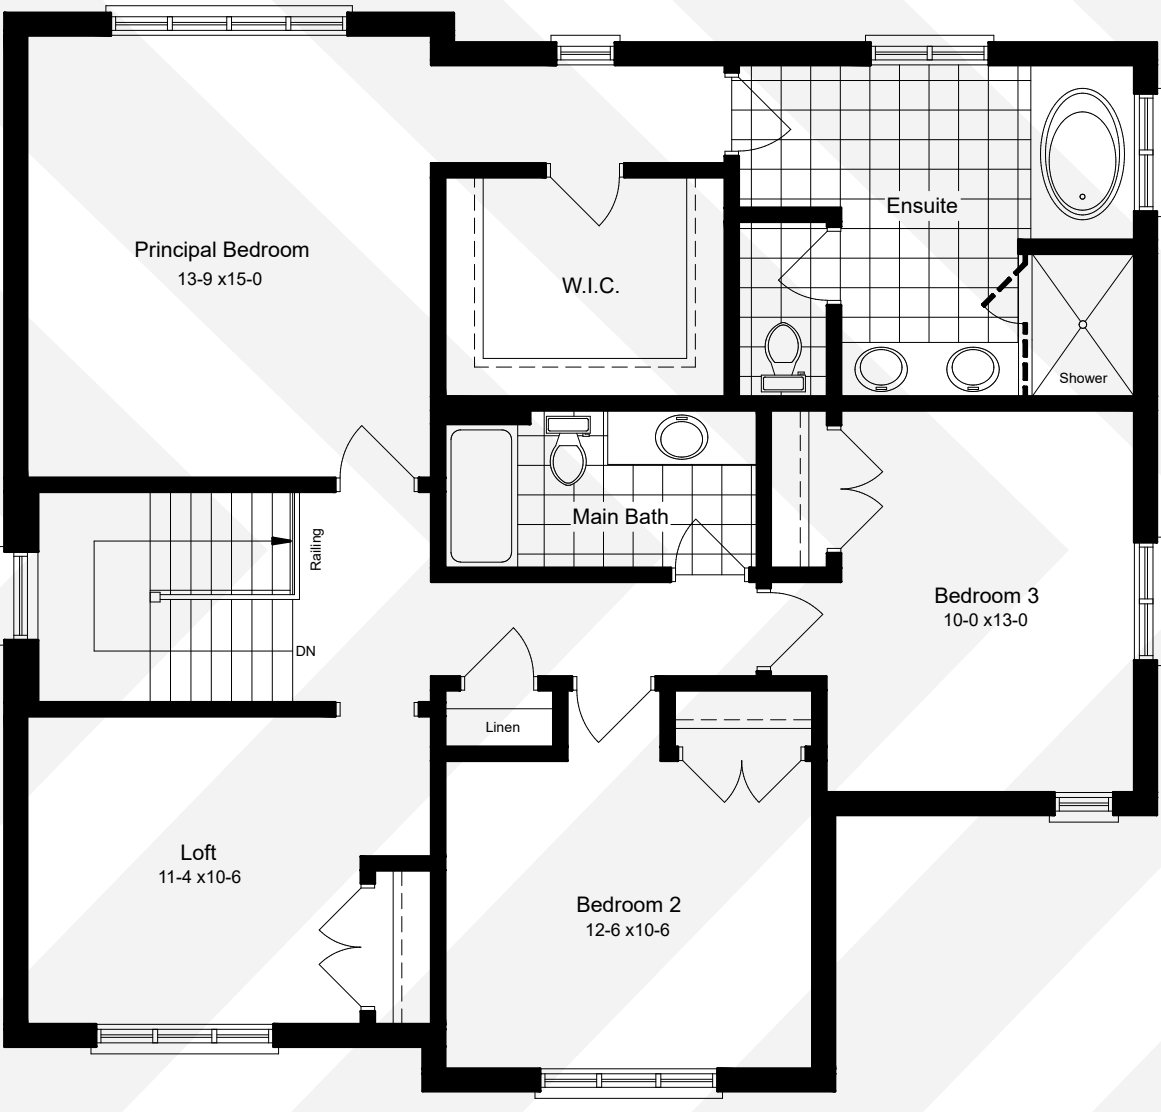 Principal Bedroom
13-9 x15-0
W.I.C.
Ensuite
Shower
Main Bath
Railing
DN
Bedroom 3
10-0 x13-0
Linen
Loft
11-4 x10-6
Bedroom 2
12-6 x10-6